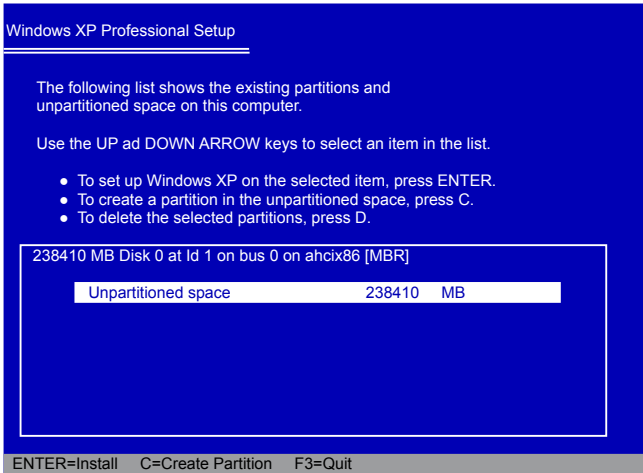 Windows XP Professional Setup
The following list shows the existing partitions and
unpartitioned space on this computer.
Use the UP ad DOWN ARROW keys to select an item in the list.
● To set up Windows XP on the selected item, press ENTER.
● To create a partition in the unpartitioned space, press C.
● To delete the selected partitions, press D.
238410 MB Disk 0 at Id 1 on bus 0 on ahcix86 [MBR]
Unpartitioned space 238410 MB
ENTER=Install C=Create Partition F3=Quit